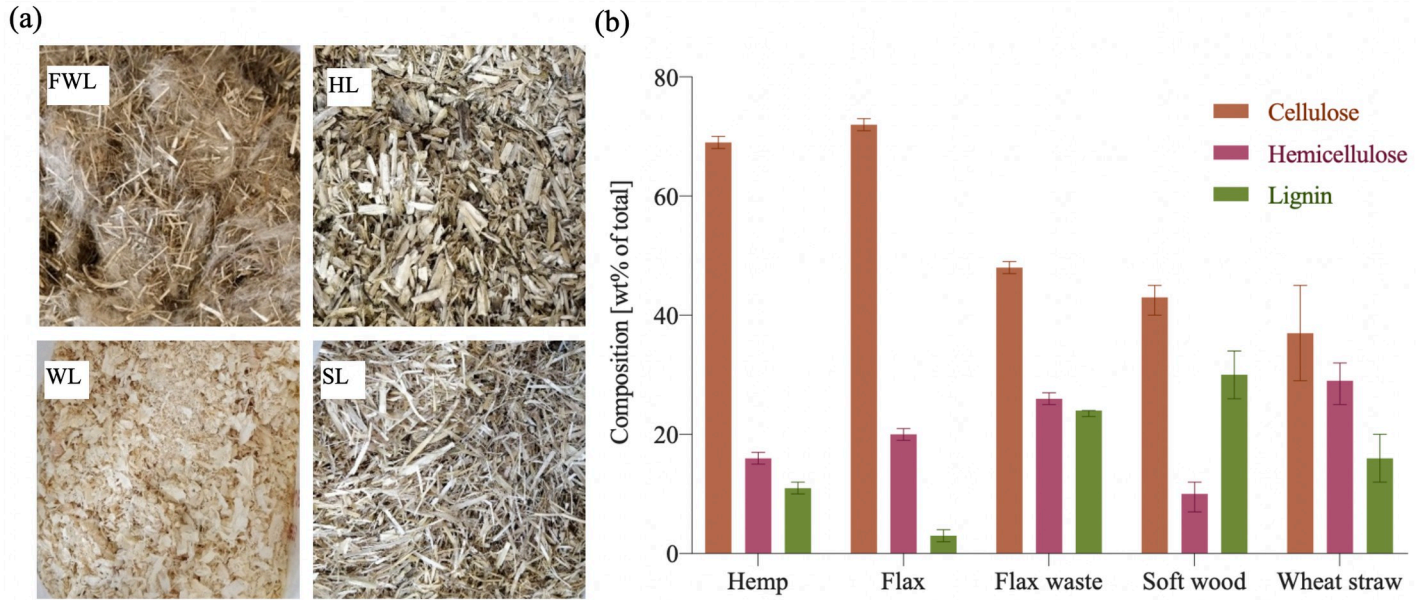 (a)
FWL
HL
WL
SL
(b)
Composition [wt% of total]
80
60
40
20
0
Cellulose
Hemicellulose
Lignin
Hemp
Flax
Flax waste
Soft wood
Wheat straw